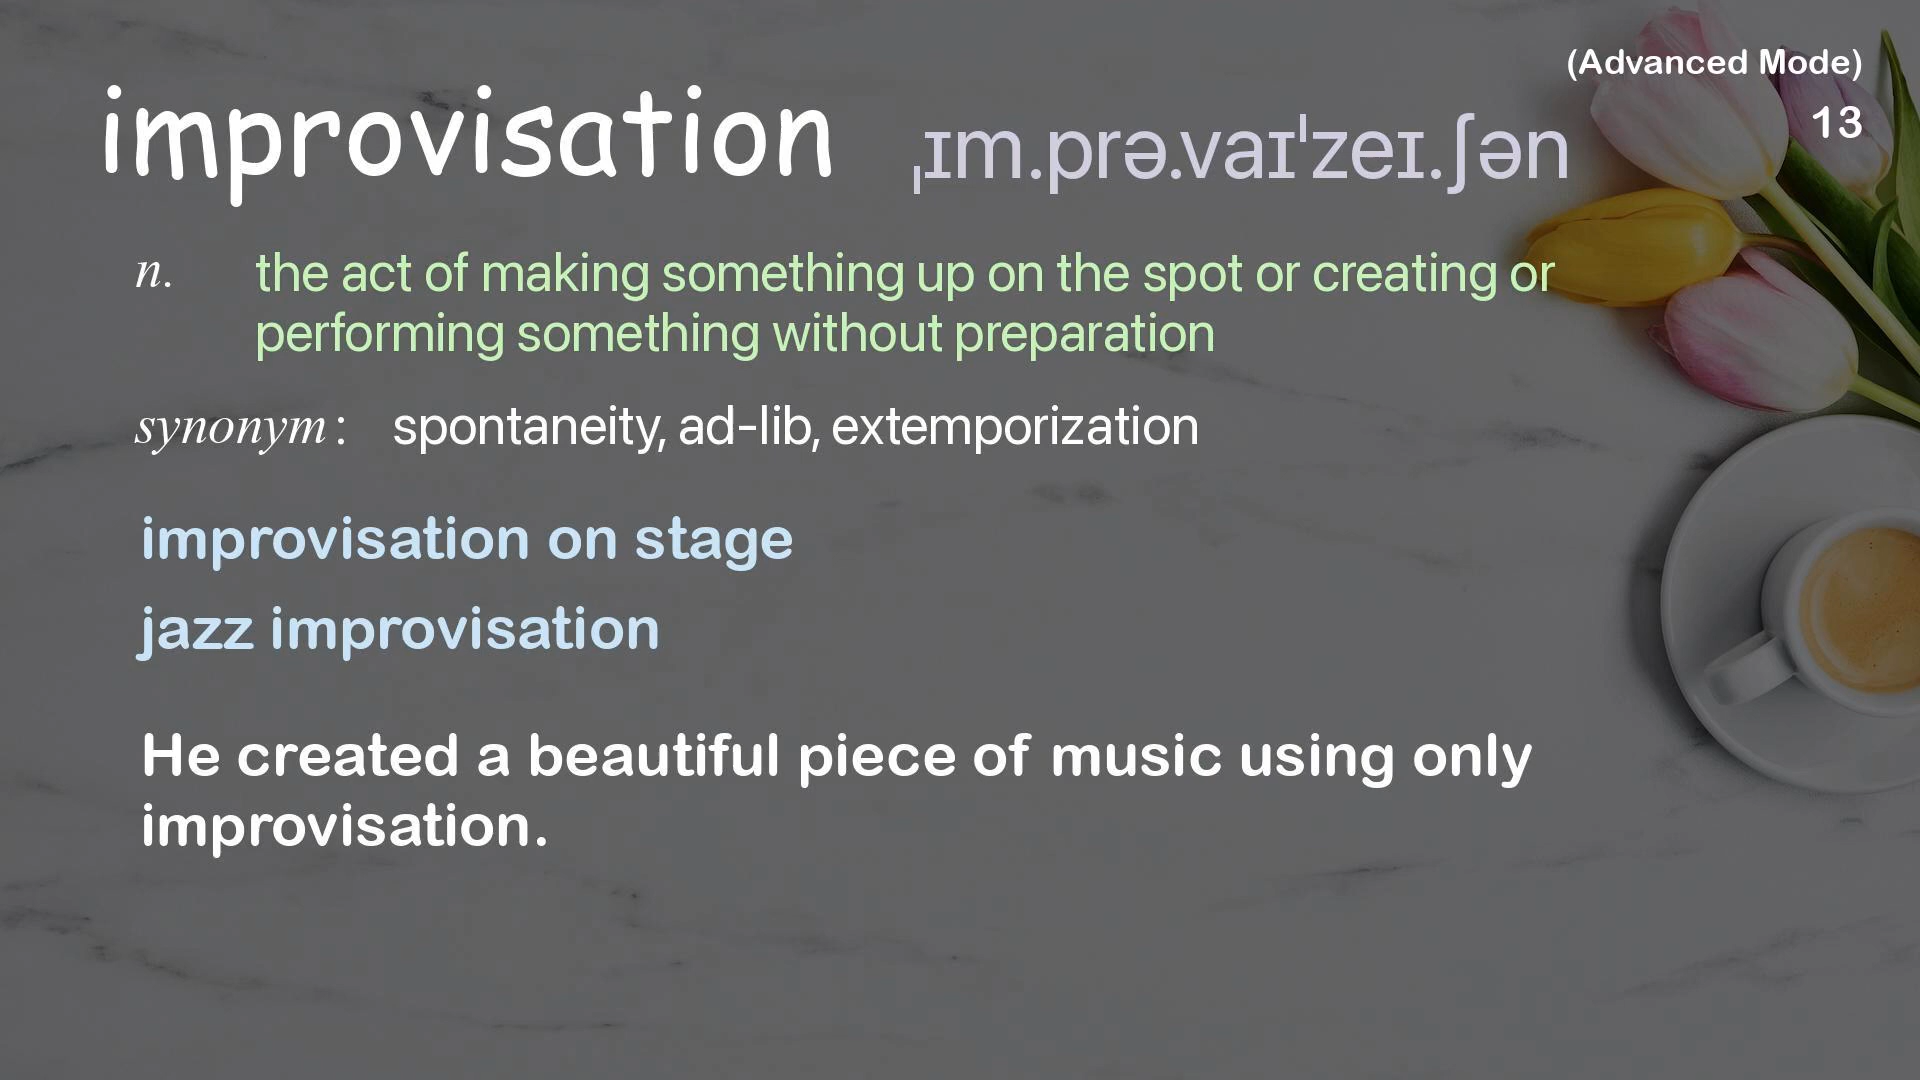 (Advanced Mode)
improvisation ˌɪm.prə.vaɪˈzeɪ.ʃən
13
n. the act of making something up on the spot or creating or
performing something without preparation
synonym: spontaneity, ad-lib, extemporization
improvisation on stage
jazz improvisation
He created a beautiful piece of music using only
improvisation.